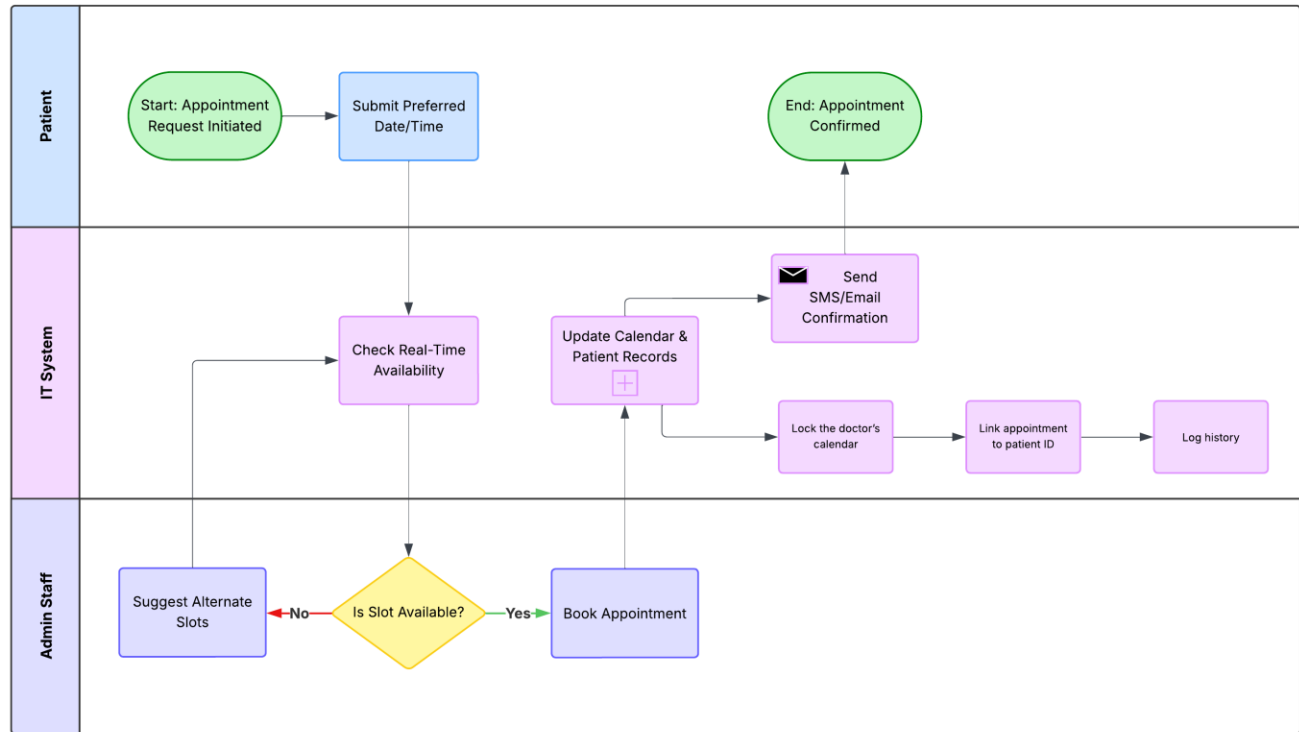 Patient
Start: Appointment
Request Initiated
Submit Preferred
Date/Time
End: Appointment
Confirmed
IT System
Check Real-Time
Availability
Update Calendar &
Patient Records
Send
SMS/Email
Confirmation
Lock the doctor’s
calendar
Link appointment
to patient ID
Log history
Admin Staff
Suggest Alternate
Slots
No
Is Slot Available?
Yes
Book Appointment